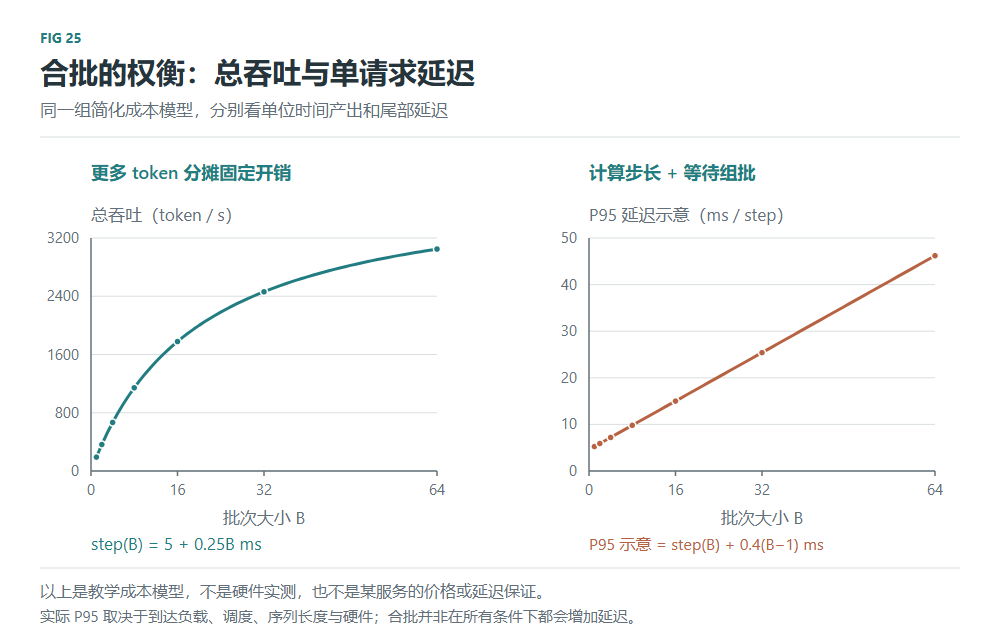 FIG 25
合批的权衡：总吞吐与单请求延迟
同一组简化成本模型，分别看单位时间产出和尾部延迟
更多 token 分摊固定开销
总吞吐（token / s）
3200
2400
1600
800
0
0 16 32 64
批次大小 B
step(B) = 5 + 0.25B ms
计算步长 + 等待组批
P95 延迟示意（ms / step）
50
40
30
20
10
0
0 16 32 64
批次大小 B
P95 示意 = step(B) + 0.4(B−1) ms
以上是教学成本模型，不是硬件实测，也不是某服务的价格或延迟保证。
实际 P95 取决于到达负载、调度、序列长度与硬件；合批并非在所有条件下都会增加延迟。